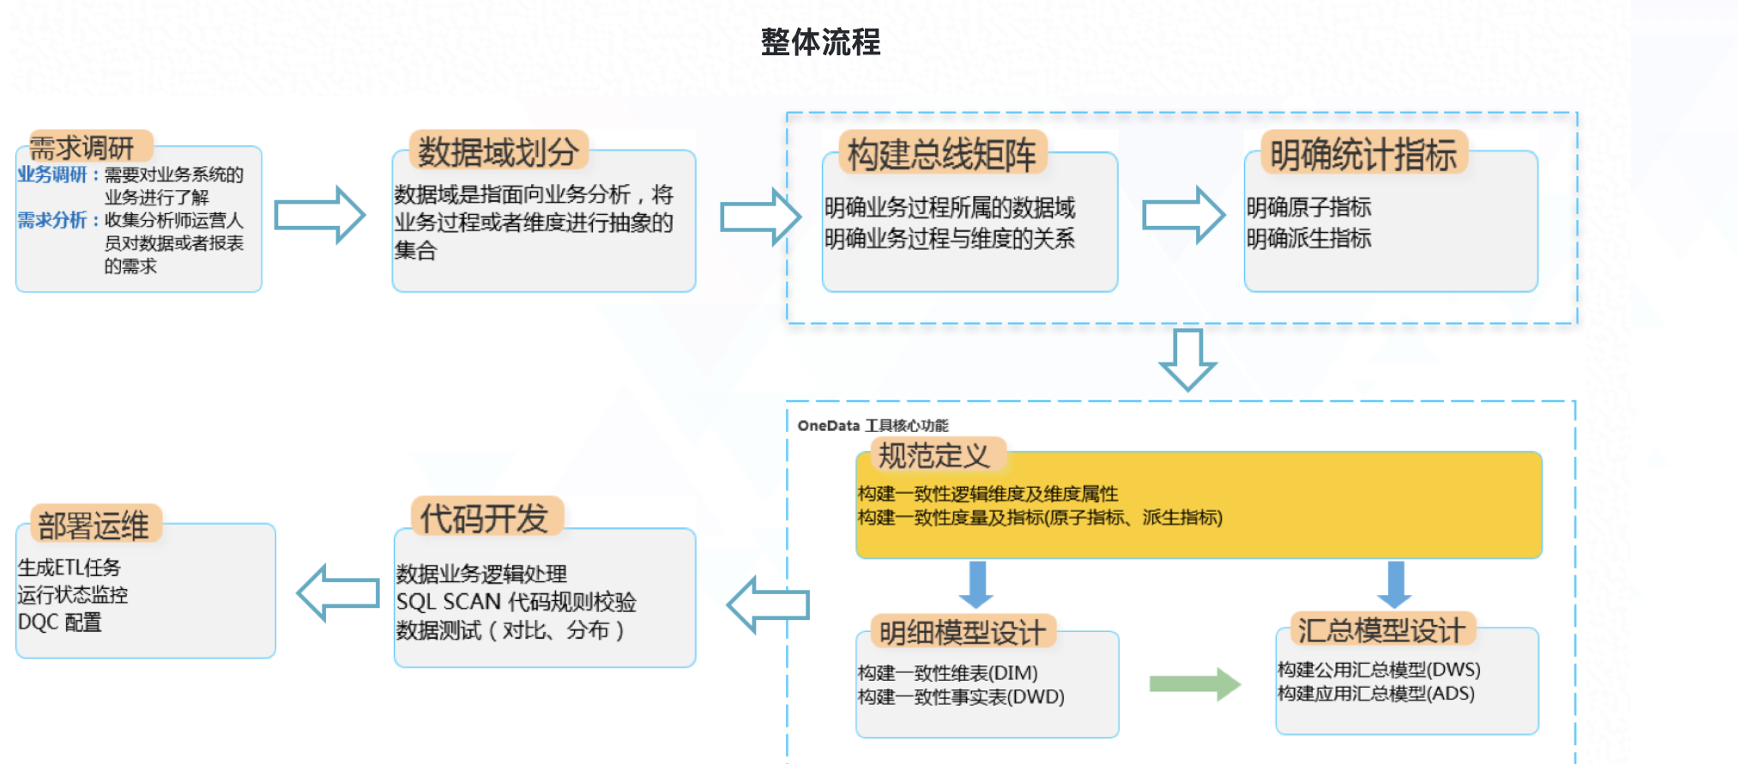 整体流程
需求调研
业务调研：需要对业务系统的
业务进行了解
需求分析：收集分析师运营人
员对数据或者报表
的需求
数据域划分
数据域是指面向业务分析，将
业务过程或者维度进行抽象的
集合
构建总线矩阵
明确业务过程所属的数据域
明确业务过程与维度的关系
明确统计指标
明确原子指标
明确派生指标
OneData 工具核心功能
规范定义
构建一致性逻辑维度及维度属性
构建一致性度量及指标(原子指标、派生指标)
明细模型设计
构建一致性维表(DIM)
构建一致性事实表(DWD)
汇总模型设计
构建公用汇总模型(DWS)
构建应用汇总模型(ADS)
代码开发
数据业务逻辑处理
SQL SCAN 代码规则校验
数据测试（对比、分布）
部署运维
生成ETL任务
运行状态监控
DQC 配置